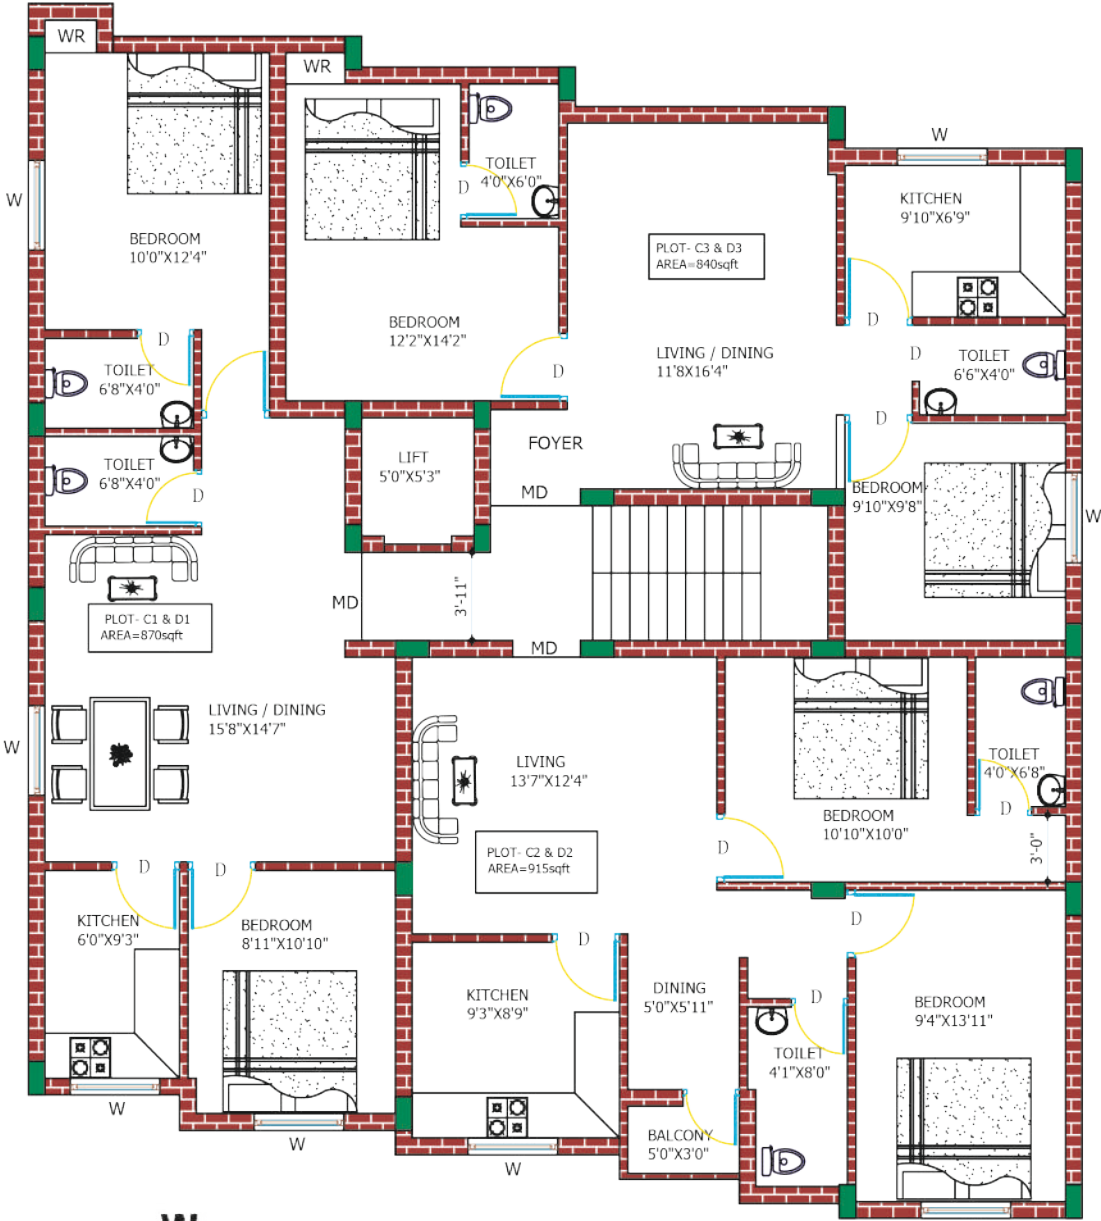 WR
WR
W
W
BEDROOM
10'0"X12'4"
TOILET
4'0"X6'0"
D
KITCHEN
9'10"X6'9"
PLOT- C3 & D3
AREA=840sqft
BEDROOM
12'2"X14'2"
D
D
LIVING / DINING
11'8X16'4"
D
TOILET
6'6"X4'0"
D
TOILET
6'8"X4'0"
D
FOYER
LIFT
5'0"X5'3"
TOILET
6'8"X4'0"
D
MD
BEDROOM
9'10"X9'8"
W
MD
3'-11"
PLOT- C1 & D1
AREA=870sqft
MD
LIVING / DINING
15'8"X14'7"
W
LIVING
13'7"X12'4"
TOILET
4'0"X6'8"
D
BEDROOM
10'10"X10'0"
D
3'-0"
PLOT- C2 & D2
AREA=915sqft
D
D
KITCHEN
6'0"X9'3"
BEDROOM
8'11"X10'10"
D
D
KITCHEN
9'3"X8'9"
DINING
5'0"X5'11"
D
BEDROOM
9'4"X13'11"
TOILET
4'1"X8'0"
W
W
BALCONY
5'0"X3'0"
D
W
W